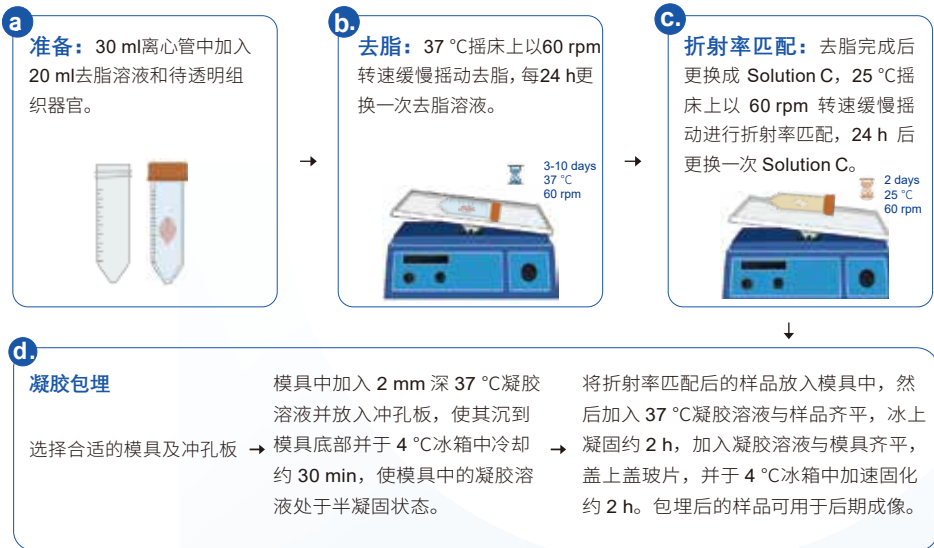 a
准备：30 ml离心管中加入
20 ml去脂溶液和待透明组
织器官。
b.
去脂：37 °C摇床上以60 rpm
转速缓慢摇动去脂，每24 h更
换一次去脂溶液。
3-10 days
37 °C
60 rpm
c.
折射率匹配：去脂完成后
更换成 Solution C，25 °C摇
床上以 60 rpm 转速缓慢摇
动进行折射率匹配，24 h 后
更换一次 Solution C。
2 days
25 °C
60 rpm
d.
凝胶包埋
选择合适的模具及冲孔板
模具中加入 2 mm 深 37 °C凝胶
溶液并放入冲孔板，使其沉到
模具底部并于 4 °C冰箱中冷却
约 30 min，使模具中的凝胶溶
液处于半凝固状态。
将折射率匹配后的样品放入模具中，然
后加入 37 °C凝胶溶液与样品齐平，冰上
凝固约 2 h，加入凝胶溶液与模具齐平，
盖上盖玻片，并于 4 °C冰箱中加速固化
约 2 h。包埋后的样品可用于后期成像。